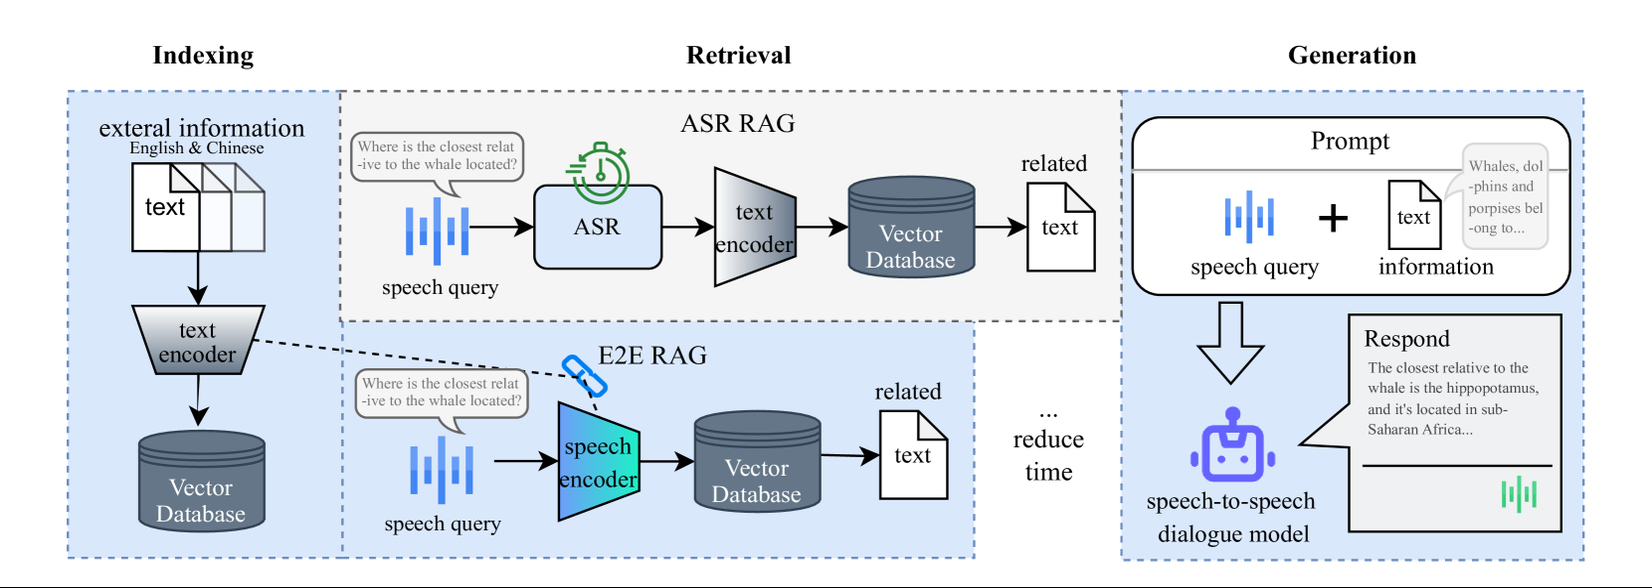 Indexing
Retrieval
Generation
exteral information
English & Chinese
text
text
encoder
Vector
Database
ASR RAG
Where is the closest relat
-ive to the whale located?
speech query
ASR
text
encoder
Vector
Database
related
text
E2E RAG
Where is the closest relat
-ive to the whale located?
speech query
speech
encoder
Vector
Database
related
text
...
reduce
time
Prompt
speech query
+
text
information
Whales, dol
-phins and
porpises bel
-ong to...
speech-to-speech
dialogue model
Respond
The closest relative to the
whale is the hippopotamus,
and it's located in sub-
Saharan Africa...